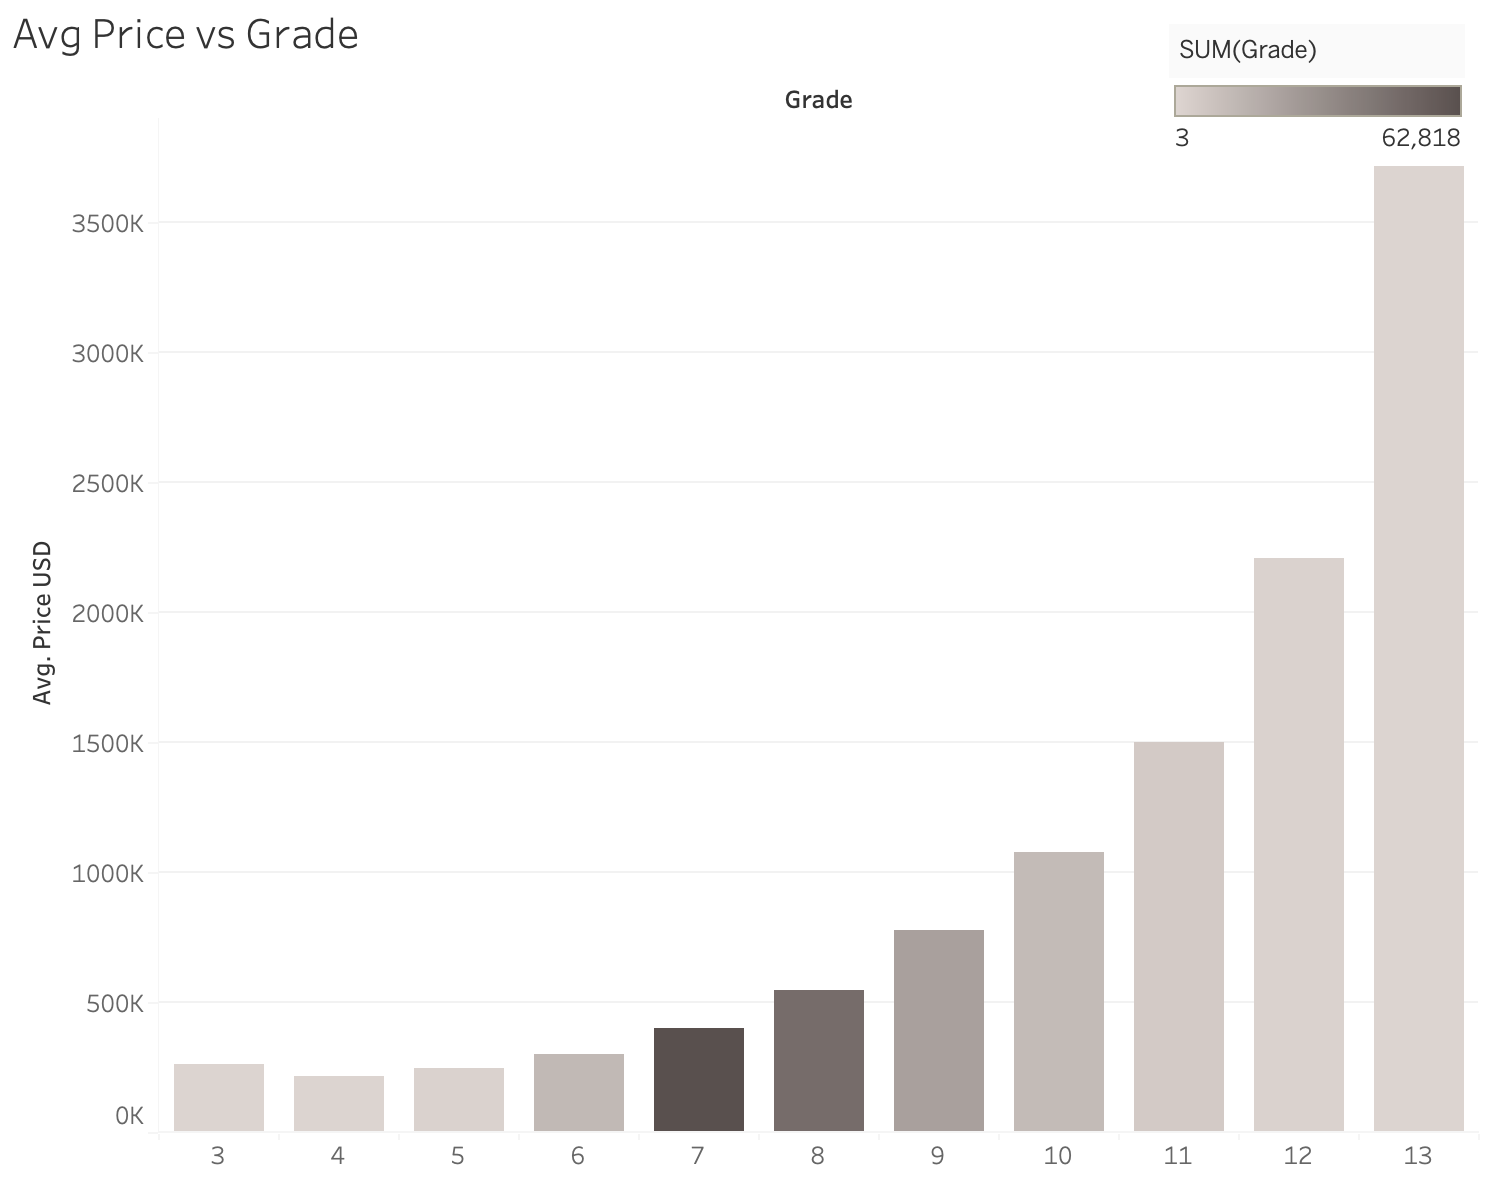 Avg Price vs Grade
SUM(Grade)
3 62,818
Grade
Avg. Price USD
3500K
3000K
2500K
2000K
1500K
1000K
500K
0K
3 4 5 6 7 8 9 10 11 12 13